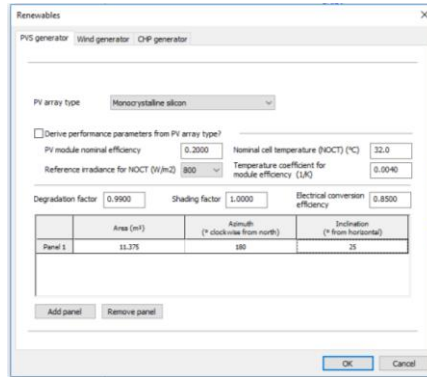 Renewables
PVS generator Wind generator CHP generator
PV array type Monocrystalline silicon
Derive performance parameters from PV array type?
PV module nominal efficiency 0.2000 Nominal cell temperature (NOCT) (°C) 32.0
Reference irradiance for NOCT (W/m2) 800 Temperature coefficient for module efficiency (1/K) 0.0040
Degradation factor 0.9900 Shading factor 1.0000 Electrical conversion efficiency 0.8500
Area (m²) Azimuth (° clockwise from north) Inclination (° from horizontal)
Panel 1 11.375 180 25
Add panel Remove panel
OK Cancel